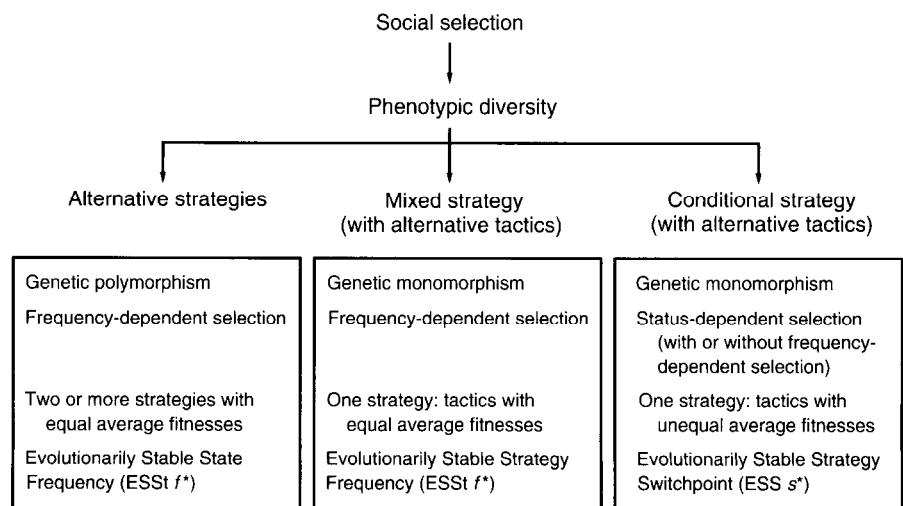 Social selection
Phenotypic diversity
Alternative strategies
Mixed strategy
(with alternative tactics)
Conditional strategy
(with alternative tactics)
Genetic polymorphism
Frequency-dependent selection
Two or more strategies with
equal average fitnesses
Evolutionarily Stable State
Frequency (ESSt f*)
Genetic monomorphism
Frequency-dependent selection
One strategy: tactics with
equal average fitnesses
Evolutionarily Stable Strategy
Frequency (ESSt f*)
Genetic monomorphism
Status-dependent selection
(with or without frequency-
dependent selection)
One strategy: tactics with
unequal average fitnesses
Evolutionarily Stable Strategy
Switchpoint (ESS s*)